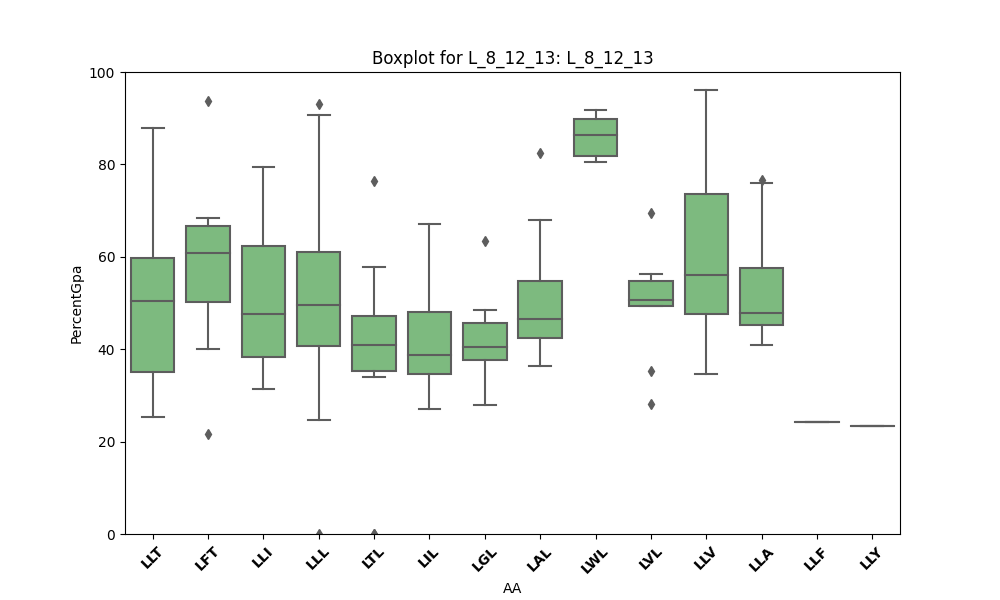 Boxplot for L_8_12_13: L_8_12_13
PercentGpa
100
80
60
40
20
0
LLT LFT LLI LLL LTL LIL LGL LAL LWL LVL LLV LLA LLF LLY
AA